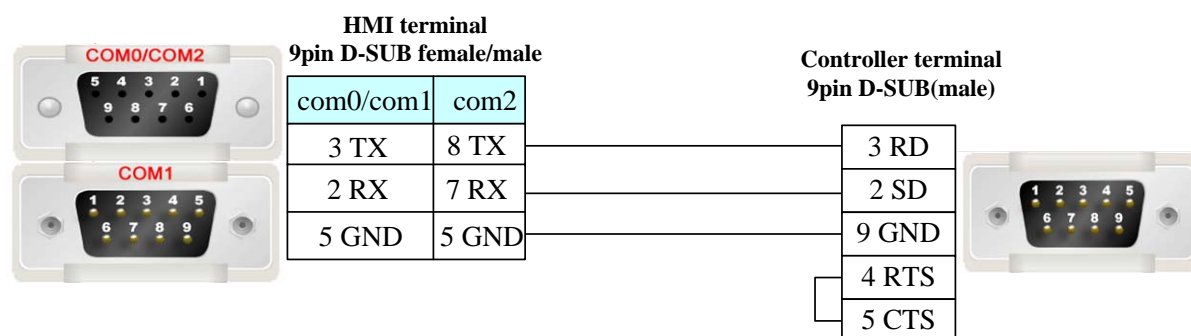 HMI terminal
9pin D-SUB female/male
COM0/COM2
5 4 3 2 1
9 8 7 6
COM1
1 2 3 4 5
6 7 8 9
com0/com1 com2
3 TX 8 TX
2 RX 7 RX
5 GND 5 GND
Controller terminal
9pin D-SUB(male)
3 RD
2 SD
9 GND
4 RTS
5 CTS
1 2 3 4 5
6 7 8 9